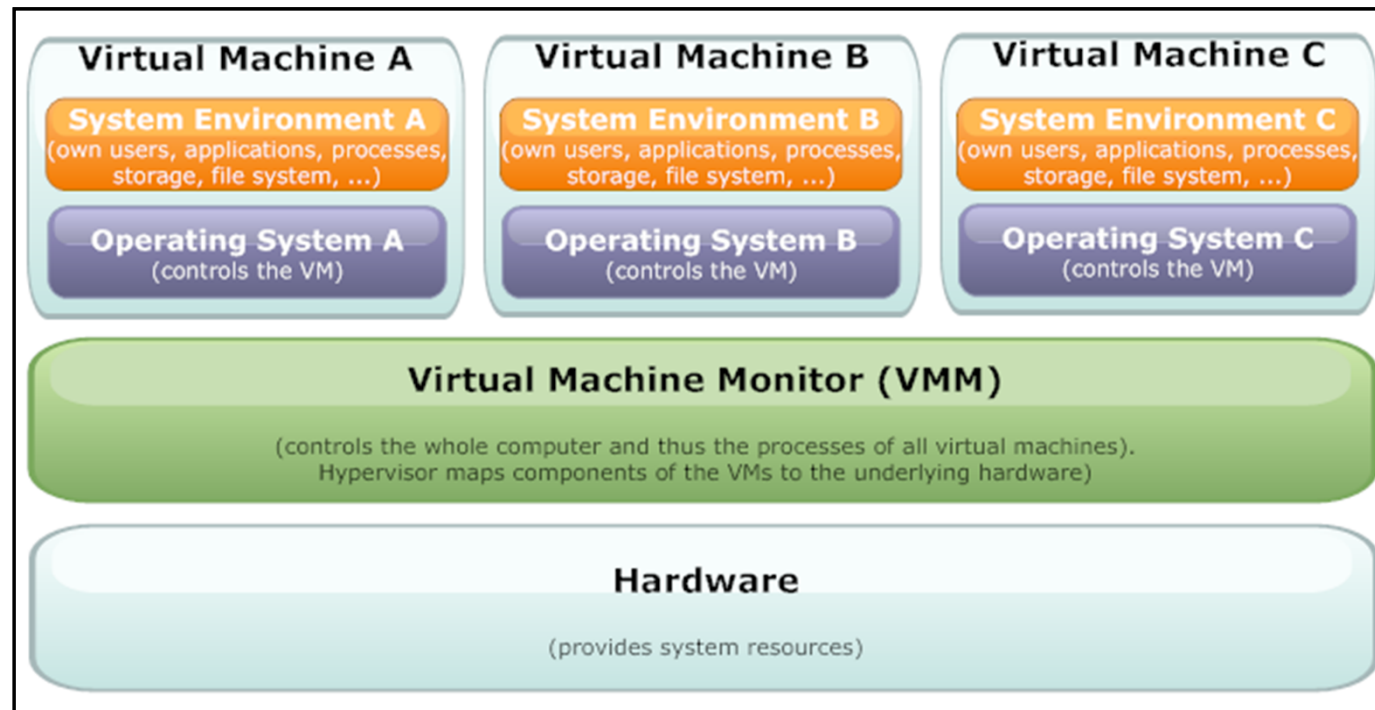 Virtual Machine A
System Environment A
(own users, applications, processes,
storage, file system, ...)
Operating System A
(controls the VM)
Virtual Machine B
System Environment B
(own users, applications, processes,
storage, file system, ...)
Operating System B
(controls the VM)
Virtual Machine C
System Environment C
(own users, applications, processes,
storage, file system, ...)
Operating System C
(controls the VM)
Virtual Machine Monitor (VMM)
(controls the whole computer and thus the processes of all virtual machines).
Hypervisor maps components of the VMs to the underlying hardware)
Hardware
(provides system resources)